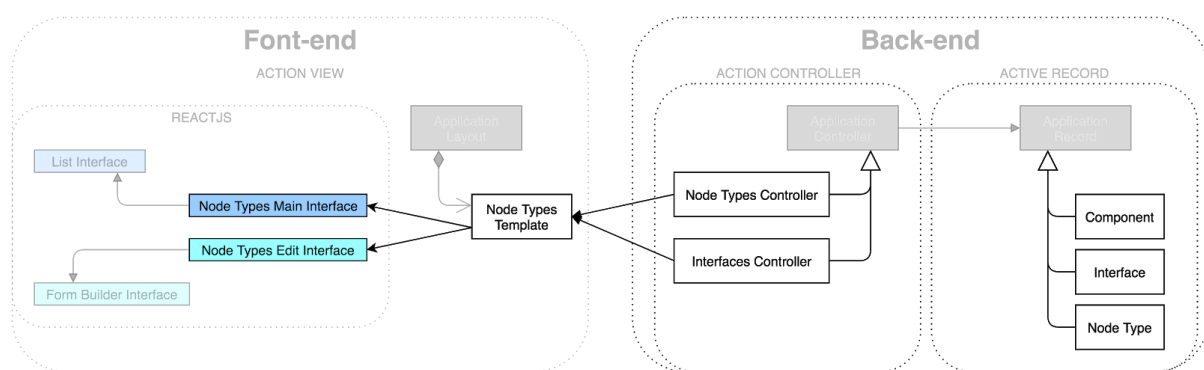 Font-end
Back-end
ACTION VIEW
ACTION CONTROLLER
ACTIVE RECORD
REACTJS
Application
Layout
Application
Controller
Application
Record
List Interface
Node Types Main Interface
Node Types
Template
Node Types Controller
Component
Node Types Edit Interface
Interfaces Controller
Interface
Form Builder Interface
Node Type